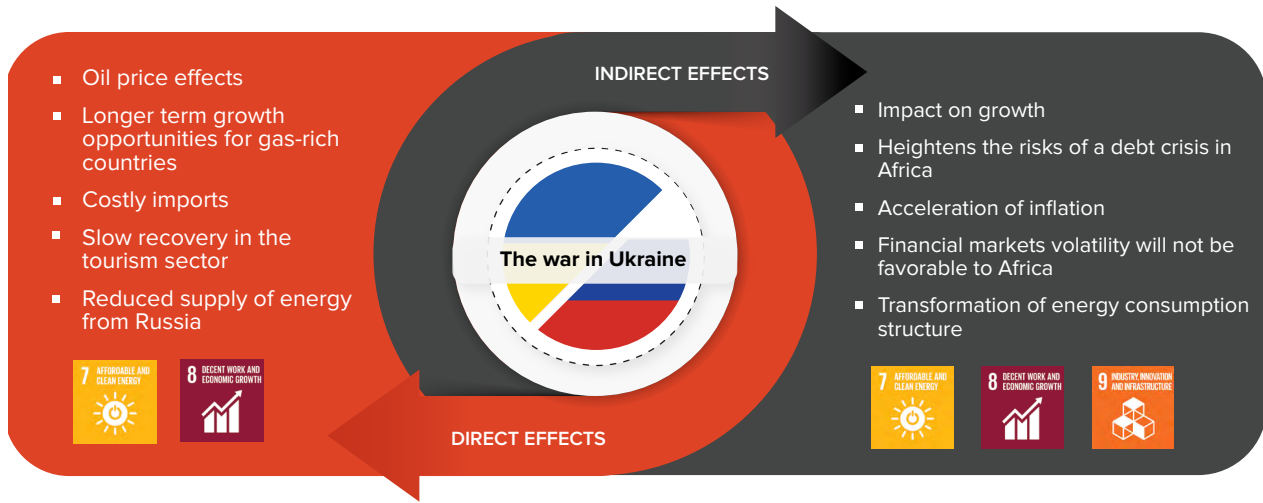 Oil price effects
Longer term growth
opportunities for gas-rich
countries
Costly imports
Slow recovery in the
tourism sector
Reduced supply of energy
from Russia
7 AFFORDABLE AND
CLEAN ENERGY
8 DECENT WORK AND
ECONOMIC GROWTH
INDIRECT EFFECTS
The war in Ukraine
DIRECT EFFECTS
Impact on growth
Heightens the risks of a debt crisis in
Africa
Acceleration of inflation
Financial markets volatility will not be
favorable to Africa
Transformation of energy consumption
structure
7 AFFORDABLE AND
CLEAN ENERGY
8 DECENT WORK AND
ECONOMIC GROWTH
9 INDUSTRY, INNOVATION
AND INFRASTRUCTURE